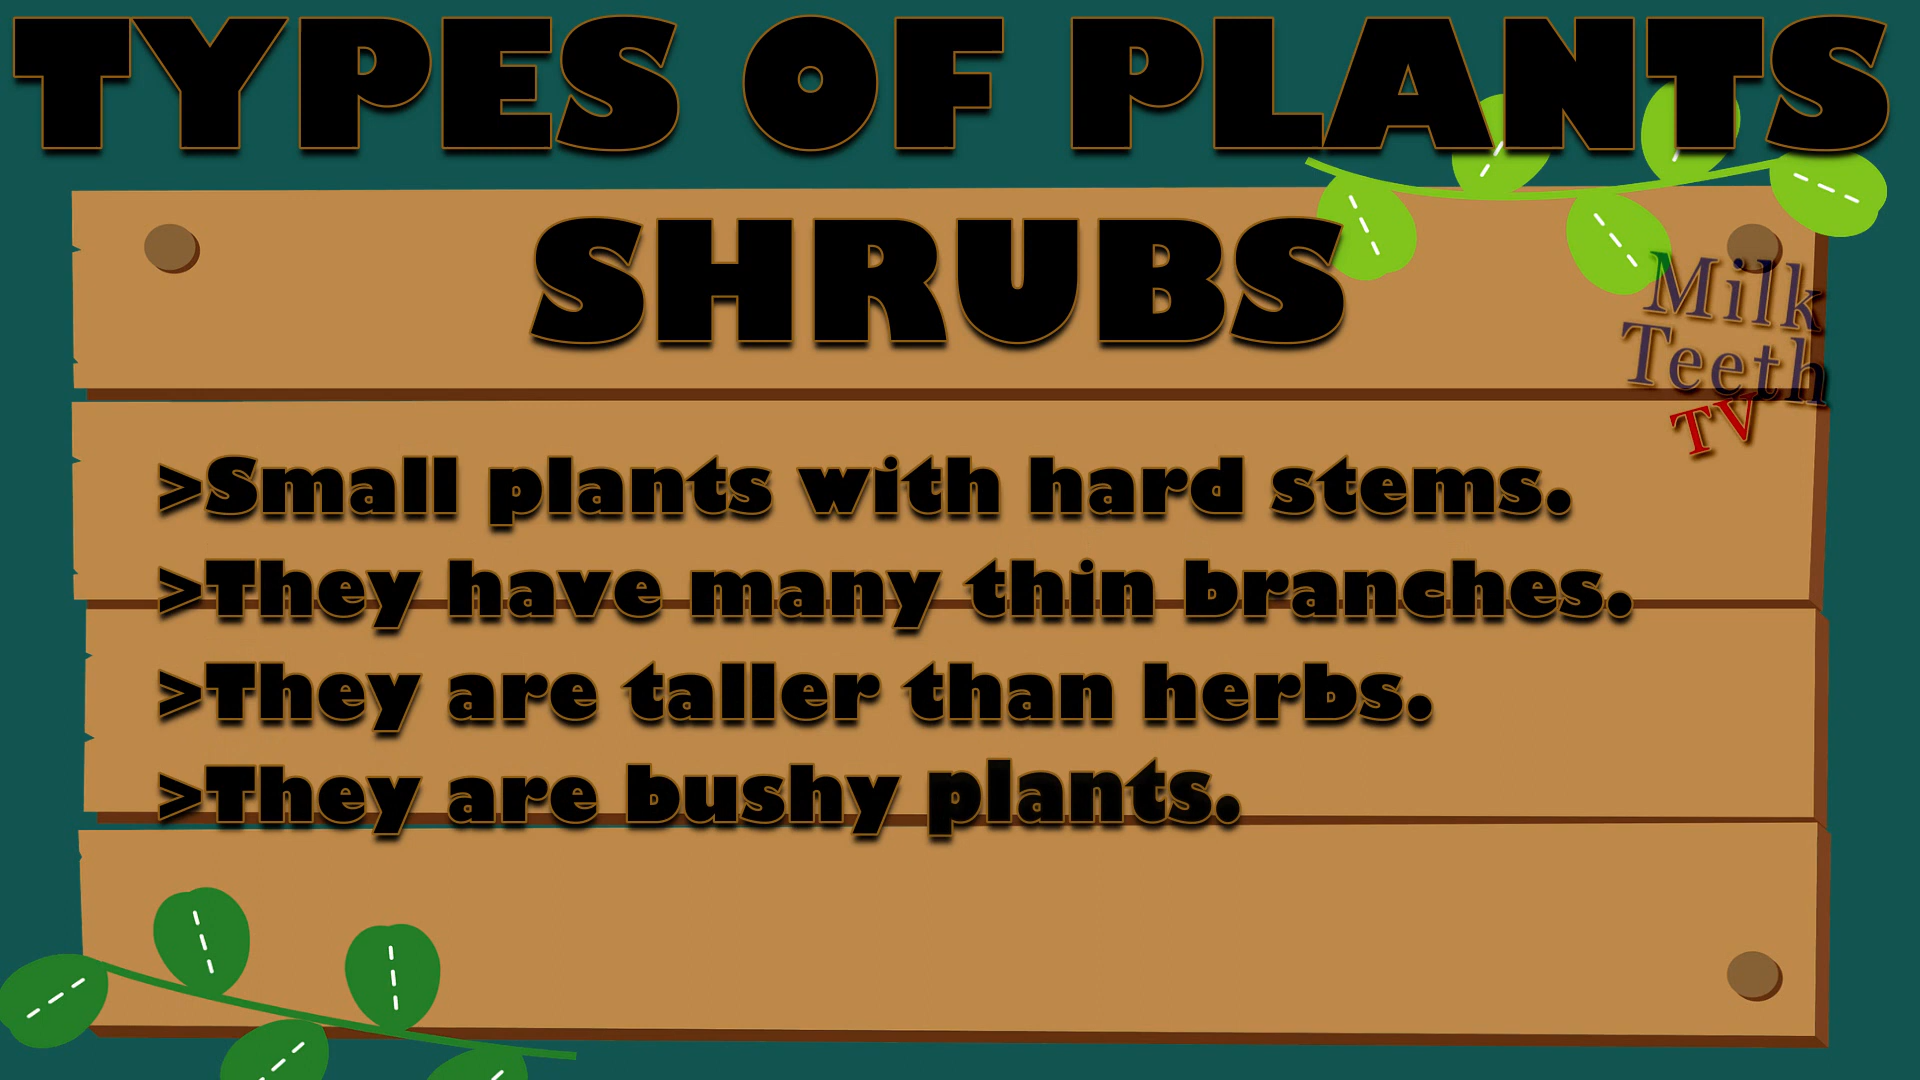 TYPES OF PLANTS
SHRUBS
Milk
Teeth
TV
>Small plants with hard stems.
>They have many thin branches.
>They are taller than herbs.
>They are bushy plants.